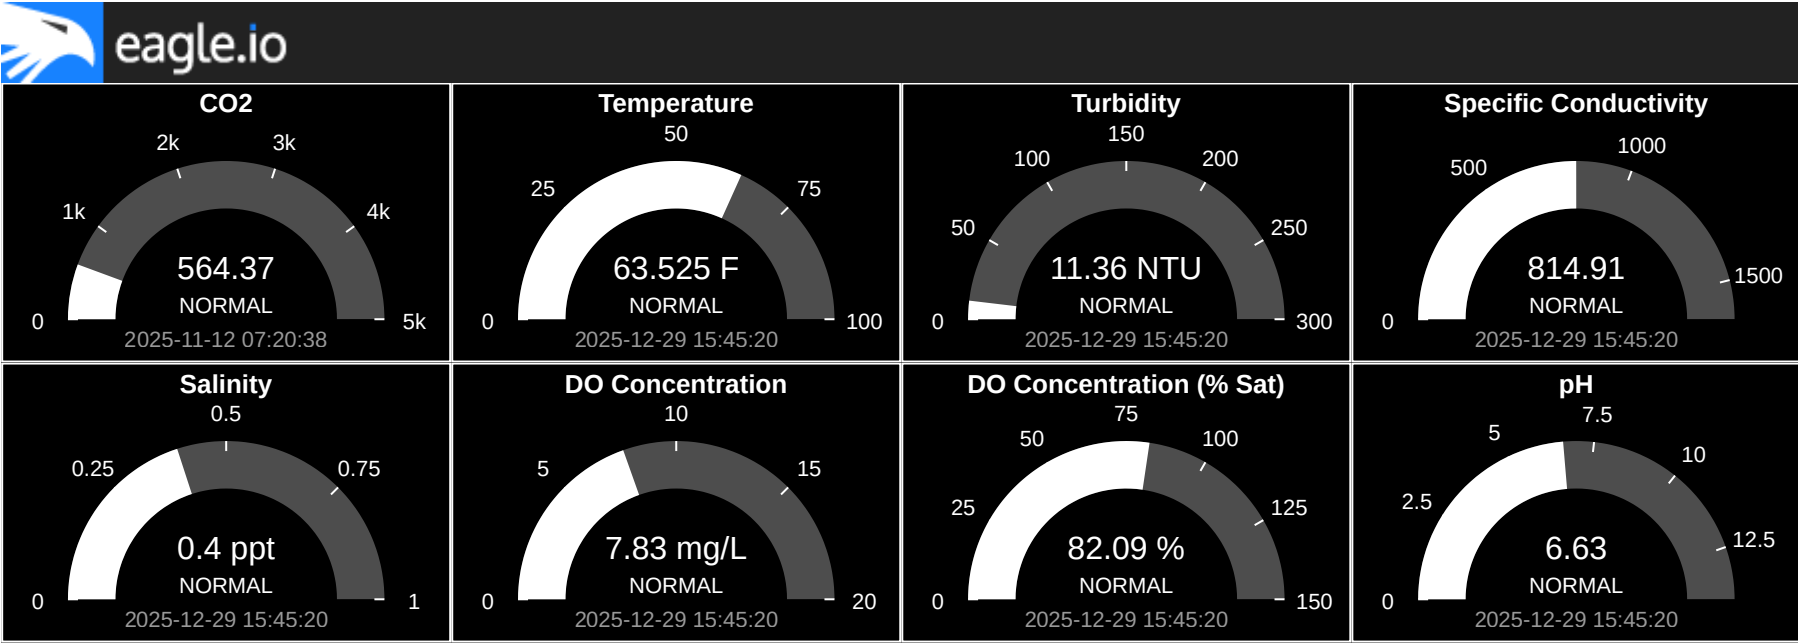 eagle.io
CO2
2k
3k
1k
4k
564.37
NORMAL
0
5k
2025-11-12 07:20:38
Temperature
50
25
75
63.525 F
NORMAL
0
100
2025-12-29 15:45:20
Turbidity
150
100
200
50
250
11.36 NTU
NORMAL
0
300
2025-12-29 15:45:20
Specific Conductivity
1000
500
1500
814.91
NORMAL
0
2025-12-29 15:45:20
Salinity
0.5
0.25
0.75
0.4 ppt
NORMAL
0
1
2025-12-29 15:45:20
DO Concentration
10
5
15
7.83 mg/L
NORMAL
0
20
2025-12-29 15:45:20
DO Concentration (% Sat)
75
50
100
25
125
82.09 %
NORMAL
0
150
2025-12-29 15:45:20
pH
7.5
5
10
2.5
12.5
6.63
NORMAL
0
2025-12-29 15:45:20